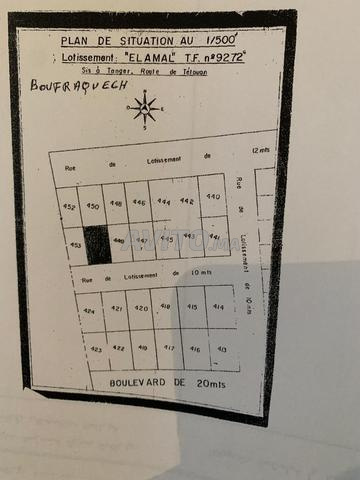 PLAN DE SITUATION AU 1/500'
Lotissement: "EL AMAL" T.F. nº 9272 G
Sis à Tanger, Route de Tétouan
BOUFRAQUECH
N
O E
S
Rue de Lotissement de 12 mts
452 450 448 446 444 442 440
453 449 447 445 443 441
Rue de Lotissement de 10 mts
Rue de Lotissement de 10 mts
424 421 420 418 415 414
423 422 419 417 416 413
BOULEVARD DE 20mts